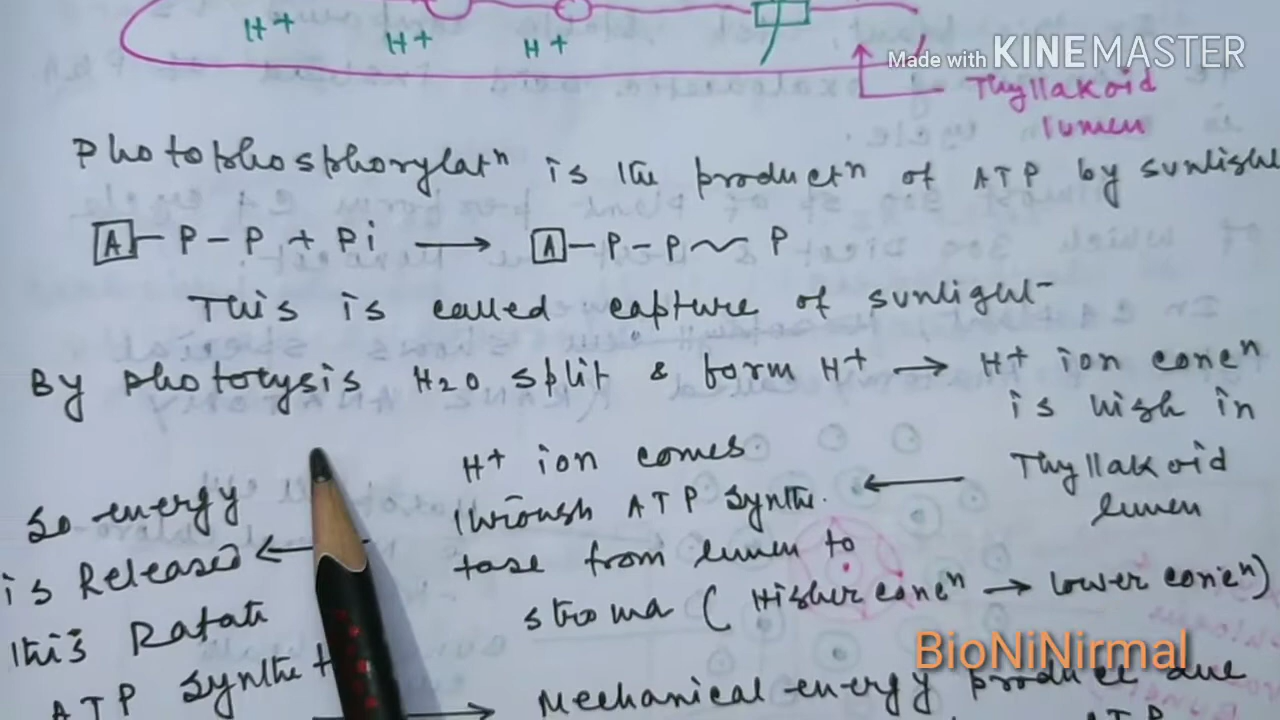 H+
H+
H+
Made with KINEMASTER
Thyllakoid
lumen
Photophosphorylatⁿ is the productⁿ of ATP by sunlight
A-P-P + Pi → A-P-P~P
This is called capture of sunlight
By photolysis H2O split & form H+ → H+ ion concⁿ
is high in
Thyllakoid
lumen
←
H+ ion comes
through ATP Synthe.
tase from lumen to
stroma (Higher concⁿ → lower concⁿ)
←
So energy
is Released
this Ratate
ATP Synthet
→ Mechanical energy produce due
ATP
BioNiNirmal